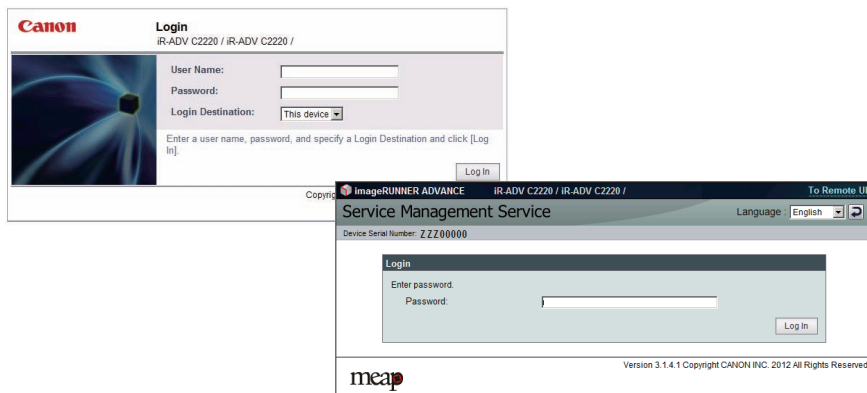 Canon
Login
iR-ADV C2220 / iR-ADV C2220 /
User Name:
Password:
Login Destination: This device
Enter a user name, password, and specify a Login Destination and click [Log
In].
Log In
imageRUNNER ADVANCE iR-ADV C2220 / iR-ADV C2220 / To Remote UI
Service Management Service Language : English
Device Serial Number: ZZZ00000
Login
Enter password.
Password:
Log In
Version 3.1.4.1 Copyright CANON INC. 2012 All Rights Reserved
meap